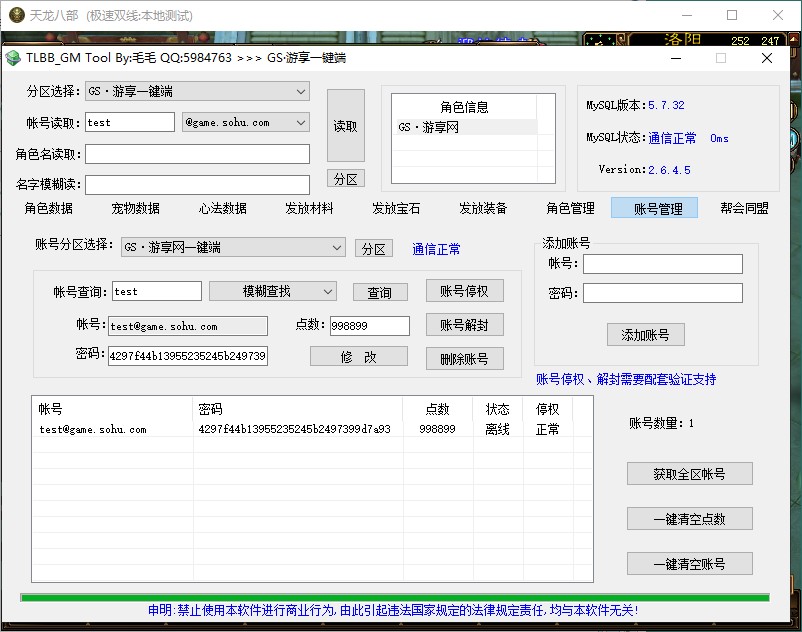 天龙八部 (极速双线:本地测试)
洛阳 252 247
TLBB_GM Tool By:毛毛 QQ:5984763 >>> GS·游享一键端
分区选择: GS·游享一键端
帐号读取: test @game.sohu.com 读取
角色名读取:
名字模糊读: 分区
角色信息
GS·游享网
MySQL版本:5.7.32
MySQL状态:通信正常 0ms
Version:2.6.4.5
角色数据 宠物数据 心法数据 发放材料 发放宝石 发放装备 角色管理 账号管理 帮会同盟
账号分区选择: GS·游享网一键端 分区 通信正常
帐号查询: test 模糊查找 查询 账号停权
帐号: test@game.sohu.com 点数: 998899 账号解封
密码: 4297f44b13955235245b249739 修 改 删除账号
添加账号
帐号:
密码:
添加账号
账号停权、解封需要配套验证支持
帐号 密码 点数 状态 停权
test@game.sohu.com 4297f44b13955235245b2497399d7a93 998899 离线 正常
账号数量: 1
获取全区帐号
一键清空点数
一键清空账号
申明:禁止使用本软件进行商业行为,由此引起违法国家规定的法律规定责任,均与本软件无关!